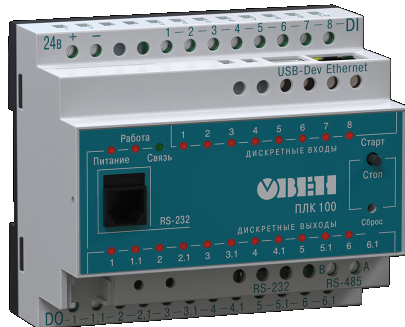 24В + – 1 2 3 4 5 6 7 8 DI
USB-Dev Ethernet
Работа
Питание Связь
1 2 3 4 5 6 7 8
ДИСКРЕТНЫЕ ВХОДЫ
Старт
Стоп
ОВЕН
ПЛК 100
RS-232
ДИСКРЕТНЫЕ ВЫХОДЫ
Сброс
1 1.1 2 2.1 3 3.1 4 4.1 5 5.1 6 6.1
B A
RS-232 RS-485
DO 1 1.1 2 2.1 3 3.1 4 4.1 5 5.1 6 6.1